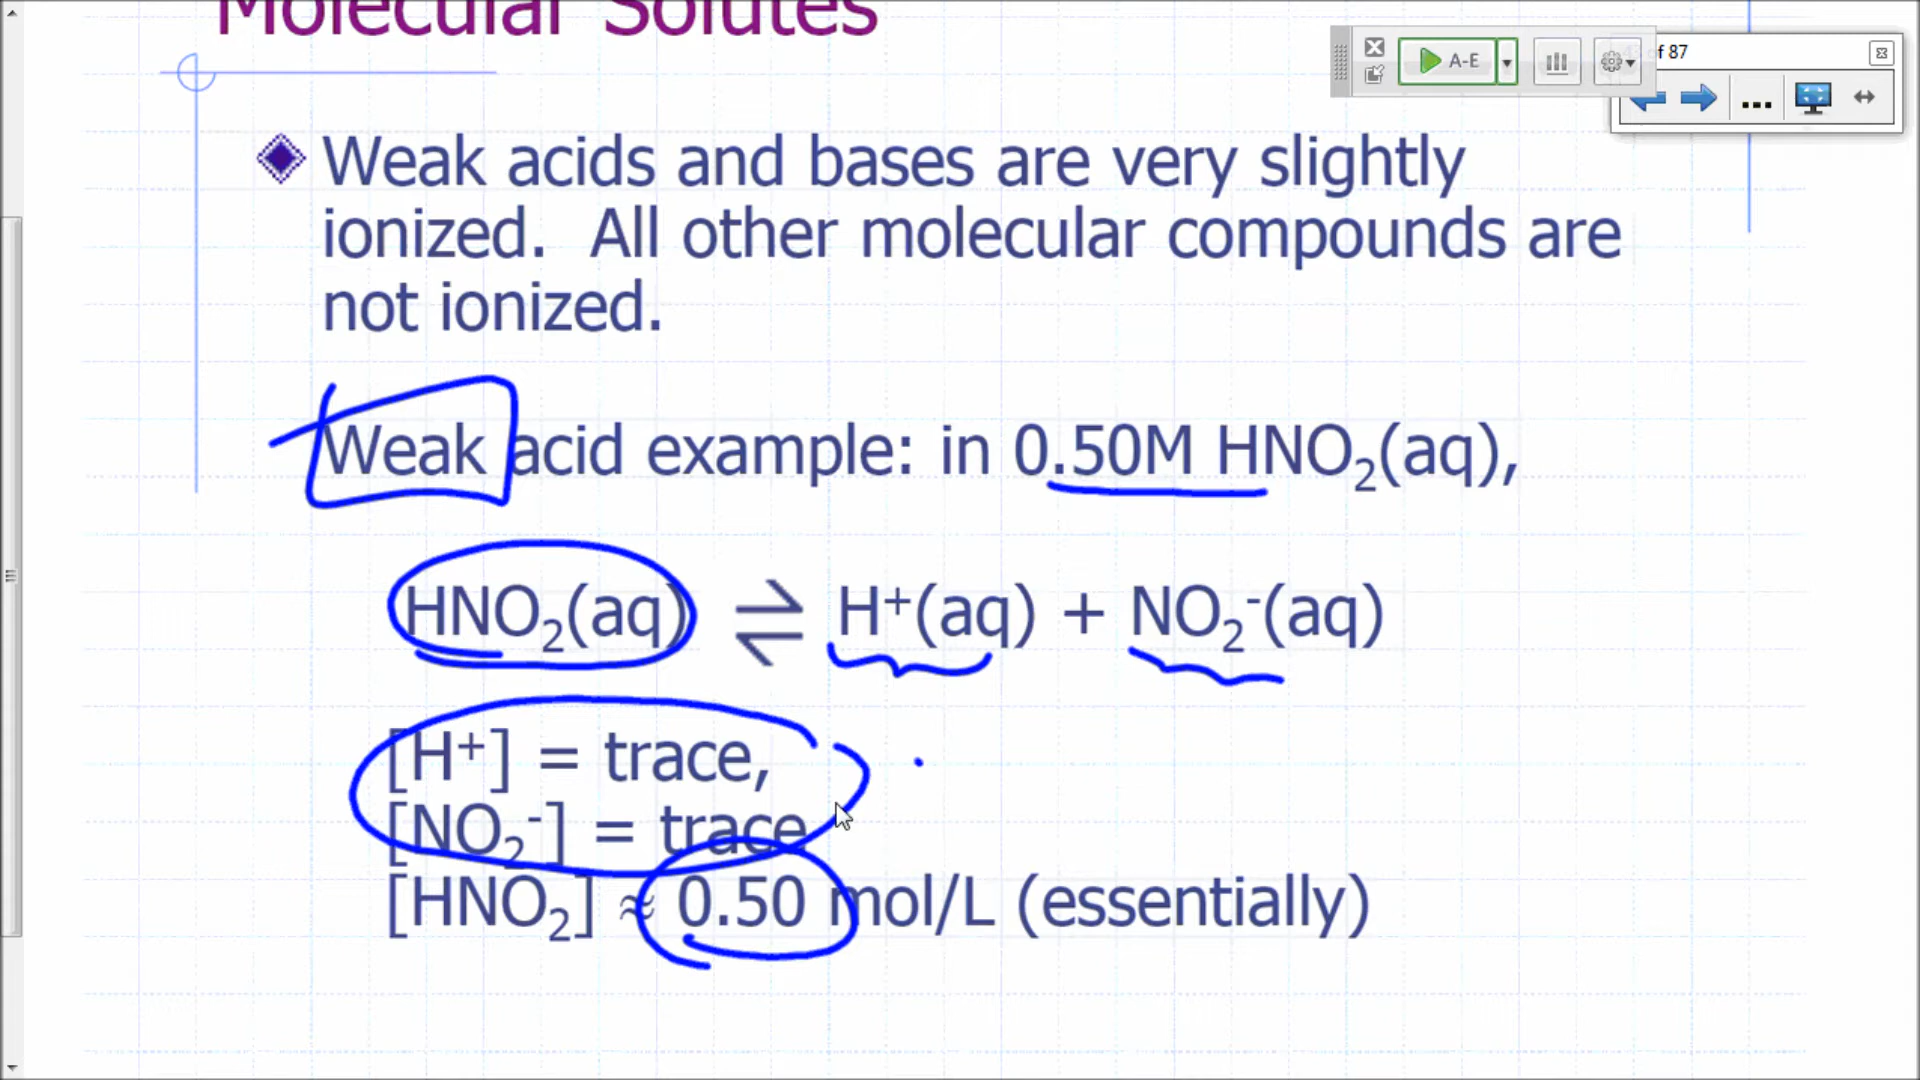 Molecular Solutes
A-E
of 87
Weak acids and bases are very slightly
ionized. All other molecular compounds are
not ionized.
Weak acid example: in 0.50M HNO₂(aq),
HNO₂(aq) ⇌ H⁺(aq) + NO₂⁻(aq)
[H⁺] = trace,
[NO₂⁻] = trace
[HNO₂] ≈ 0.50 mol/L (essentially)